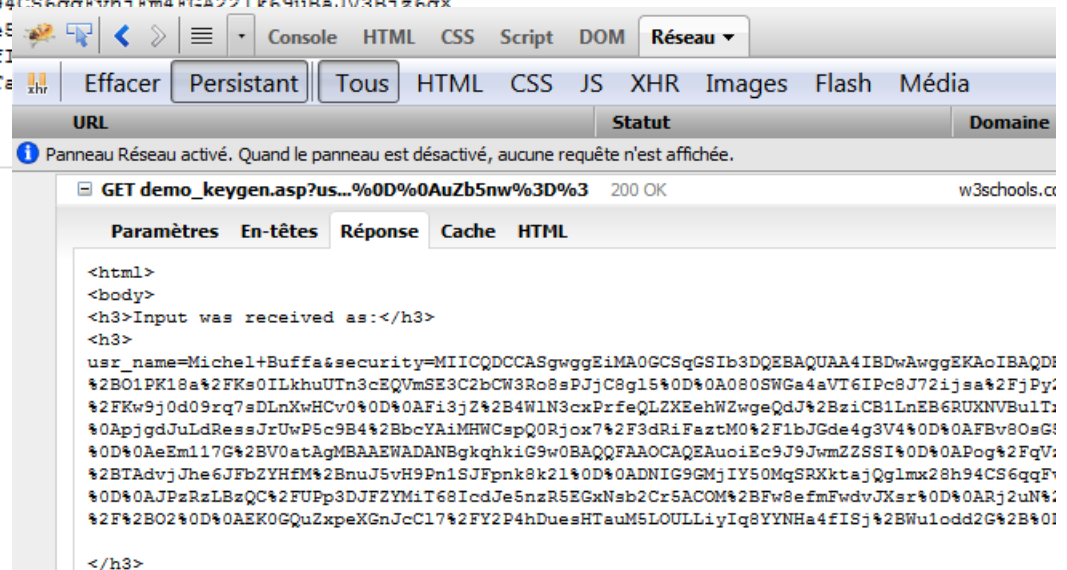 Console HTML CSS Script DOM Réseau
xhr Effacer Persistant Tous HTML CSS JS XHR Images Flash Média
URL Statut Domaine
Panneau Réseau activé. Quand le panneau est désactivé, aucune requête n'est affichée.
GET demo_keygen.asp?us...%0D%0AuZb5nw%3D%3 200 OK w3schools.co
Paramètres En-têtes Réponse Cache HTML
<html>
<body>
<h3>Input was received as:</h3>
<h3>
usr_name=Michel+Buffa&security=MIICQDCCASgwggEiMA0GCSqGSIb3DQEBAQUAA4IBDwAwggEKAoIBAQDE
%2BO1PK18a%2FKs0ILkhuUTn3cEQVmSE3C2bCW3Ro8sPJjC8gl5%0D%0A080SWGa4aVT6IPc8J72ijsa%2FjPy2
%2FKw9j0d09rq7sDLnXwHCv0%0D%0AFi3jZ%2B4WlN3cxPrfeQLZXEehWZwgeQdJ%2BziCB1LnEB6RUXNVBulTz
%0ApjgdJuLdRessJrUwP5c9B4%2BbcYAiMHWCspQ0Rjox7%2F3dRiFaztM0%2F1bJGde4g3V4%0D%0AFBv8OsG5
%0D%0AeEm117G%2BV0atAgMBAAEWADANBgkqhkiG9w0BAQQFAAOCAQEAuoiEc9J9JwmZZSSI%0D%0APog%2FqVz
%2BTAdvjJhe6JFbZYHfM%2BnuJ5vH9Pn1SJFpnk8k2l%0D%0ADNIG9GMjIY50MqSRXktajQglmx28h94CS6qqFv
%0D%0AJPzRzLBzQC%2FUPp3DJFZYMiT68IcdJe5nzR5EGxNsb2Cr5ACOM%2BFw8efmFwdvJXsr%0D%0ARj2uN%2
%2F%2BO2%0D%0AEK0GQuZxpeXGnJcCl7%2FY2P4hDuesHTauM5LOULLiyIq8YYNHa4fISj%2BWu1odd2G%2B%0D
</h3>